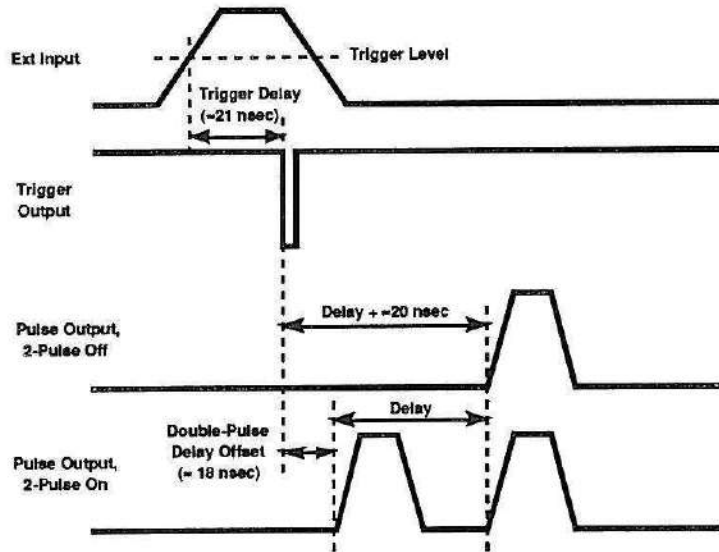 Ext Input
Trigger Level
Trigger Delay
(≈21 nsec)
Trigger
Output
Delay + ≈20 nsec
Pulse Output,
2-Pulse Off
Delay
Double-Pulse
Delay Offset
(≈ 18 nsec)
Pulse Output,
2-Pulse On